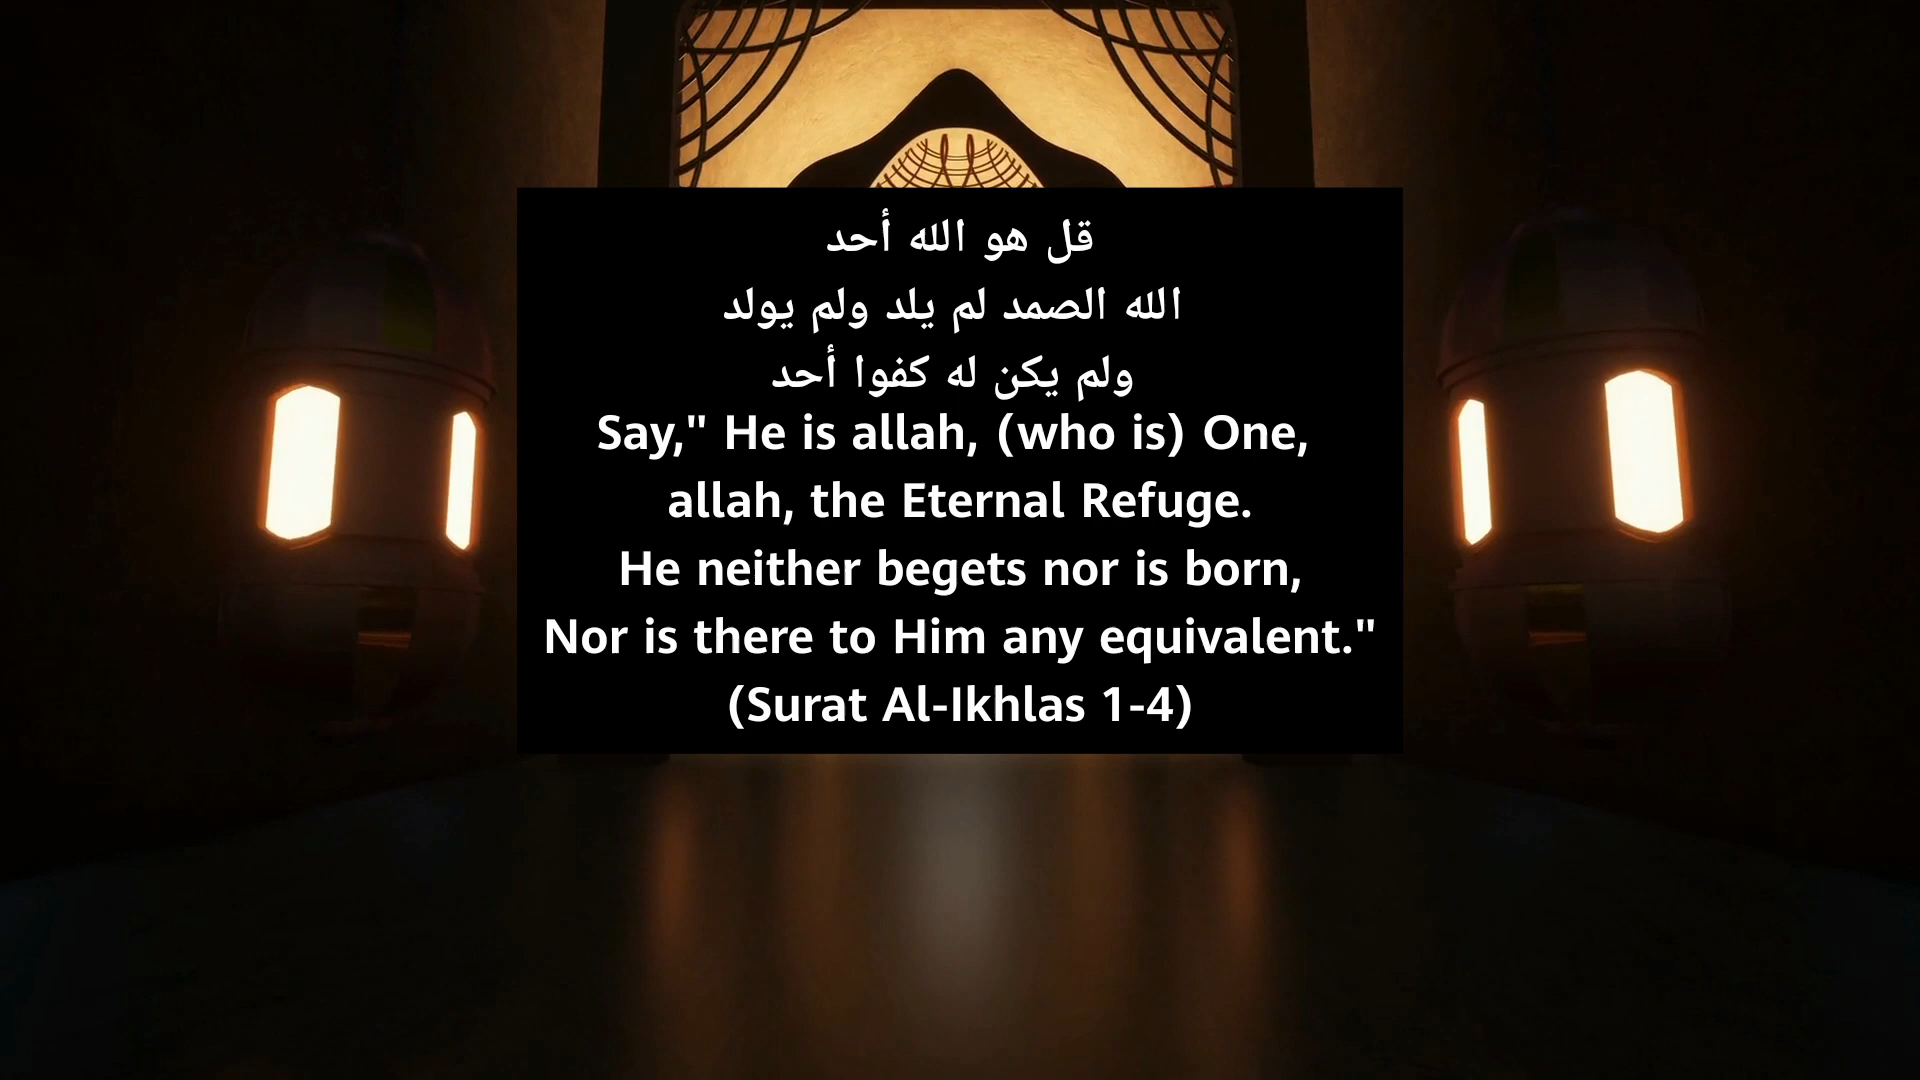 قل هو الله أحد
الله الصمد لم يلد ولم يولد
ولم يكن له كفوا أحد
Say," He is allah, (who is) One,
allah, the Eternal Refuge.
He neither begets nor is born,
Nor is there to Him any equivalent."
(Surat Al-Ikhlas 1-4)